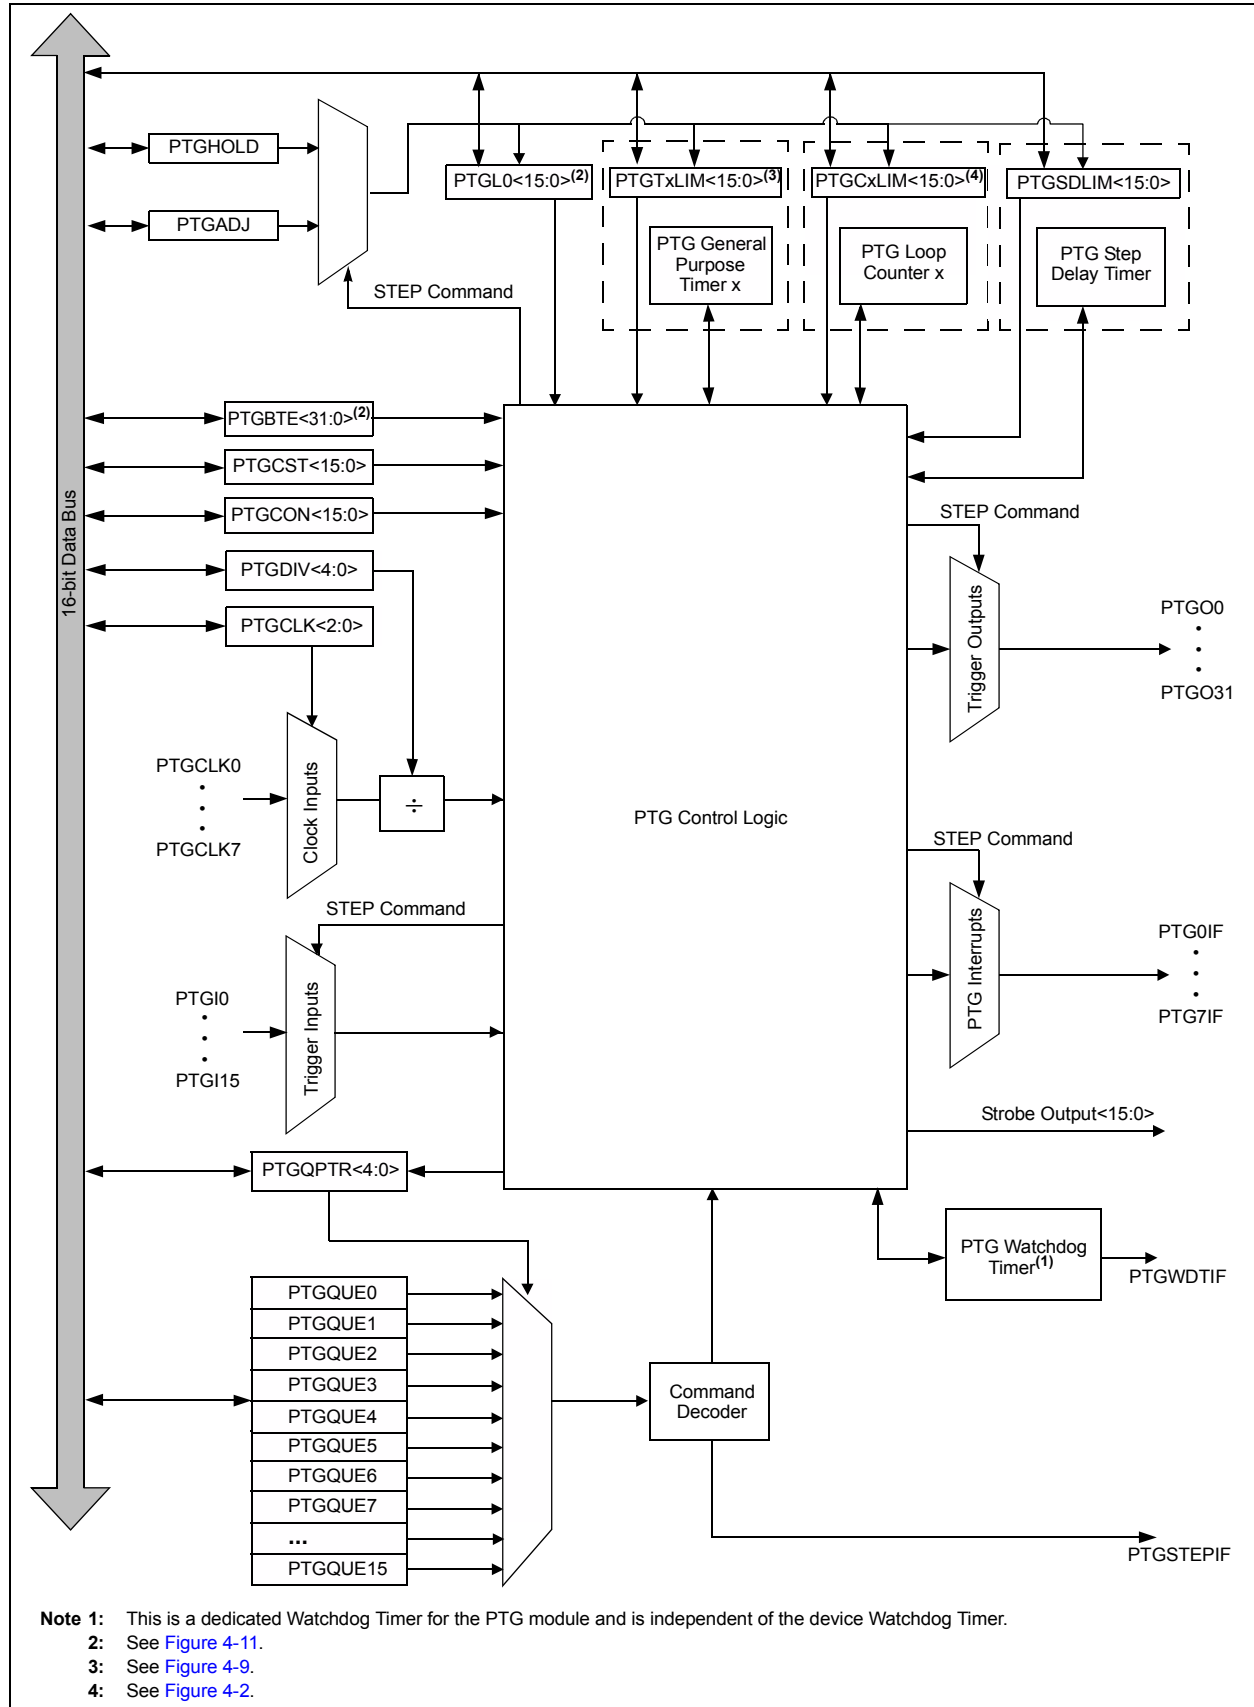 PTGHOLD
PTGL0<15:0>(2)
PTGTxLIM<15:0>(3)
PTGCxLIM<15:0>(4)
PTGSDLIM<15:0>
PTGADJ
PTG General
Purpose
Timer x
PTG Loop
Counter x
PTG Step
Delay Timer
STEP Command
16-bit Data Bus
PTGBTE<31:0>(2)
PTGCST<15:0>
PTGCON<15:0>
PTGDIV<4:0>
PTGCLK<2:0>
STEP Command
Trigger Outputs
PTGO0
•
•
•
PTGO31
PTGCLK0
•
•
•
PTGCLK7
Clock Inputs
÷
PTG Control Logic
STEP Command
PTG Interrupts
PTG0IF
•
•
•
PTG7IF
STEP Command
PTGI0
•
•
•
PTGI15
Trigger Inputs
Strobe Output<15:0>
PTGQPTR<4:0>
PTG Watchdog
Timer(1)
PTGWDTIF
PTGQUE0
PTGQUE1
PTGQUE2
PTGQUE3
PTGQUE4
PTGQUE5
PTGQUE6
PTGQUE7
...
PTGQUE15
Command
Decoder
PTGSTEPIF
Note 1: This is a dedicated Watchdog Timer for the PTG module and is independent of the device Watchdog Timer.
2: See Figure 4-11.
3: See Figure 4-9.
4: See Figure 4-2.